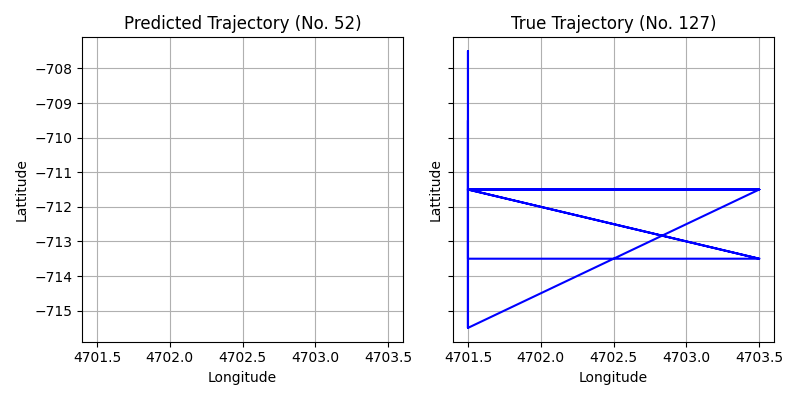 Predicted Trajectory (No. 52)
−708
−709
−710
−711
−712
−713
−714
−715
Lattitude
4701.5 4702.0 4702.5 4703.0 4703.5
Longitude
True Trajectory (No. 127)
Lattitude
4701.5 4702.0 4702.5 4703.0 4703.5
Longitude